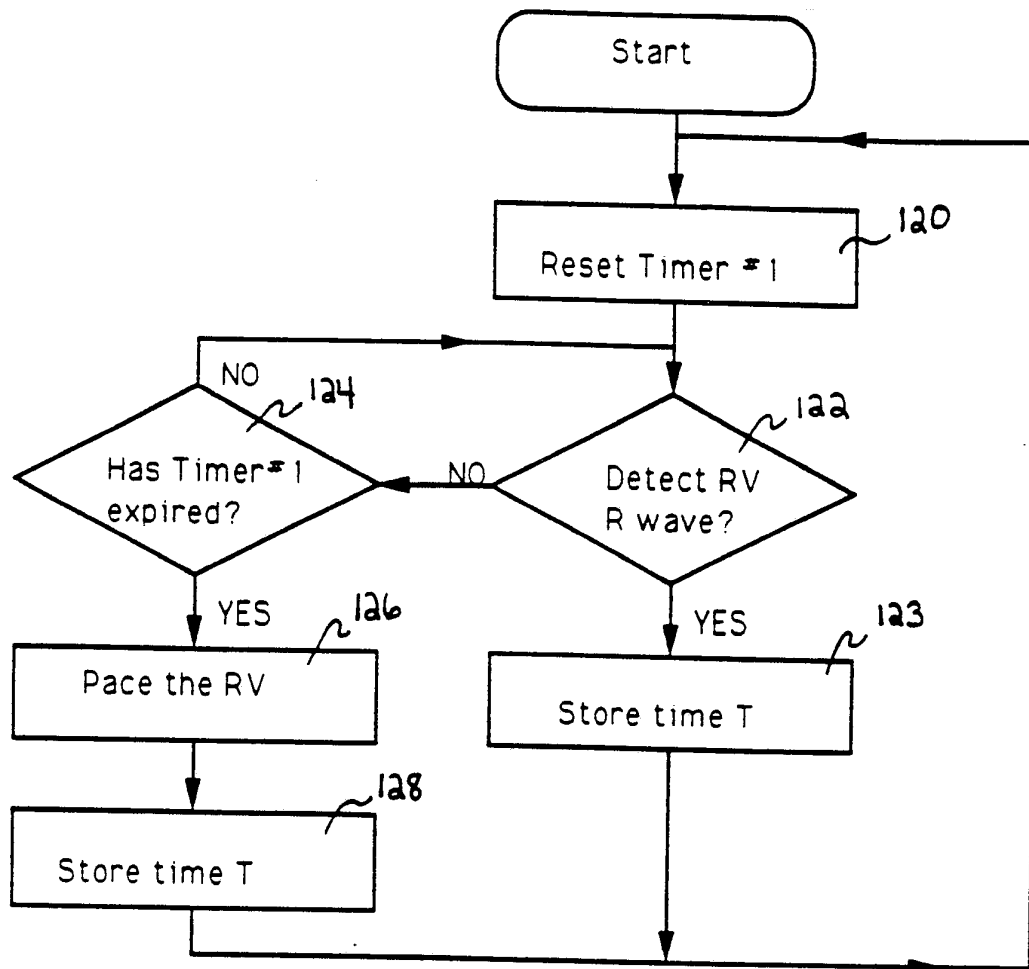 Start
120
Reset Timer #1
NO
124
122
Has Timer #1
expired?
NO
Detect RV
R wave?
YES
126
YES
123
Pace the RV
Store time T
128
Store time T